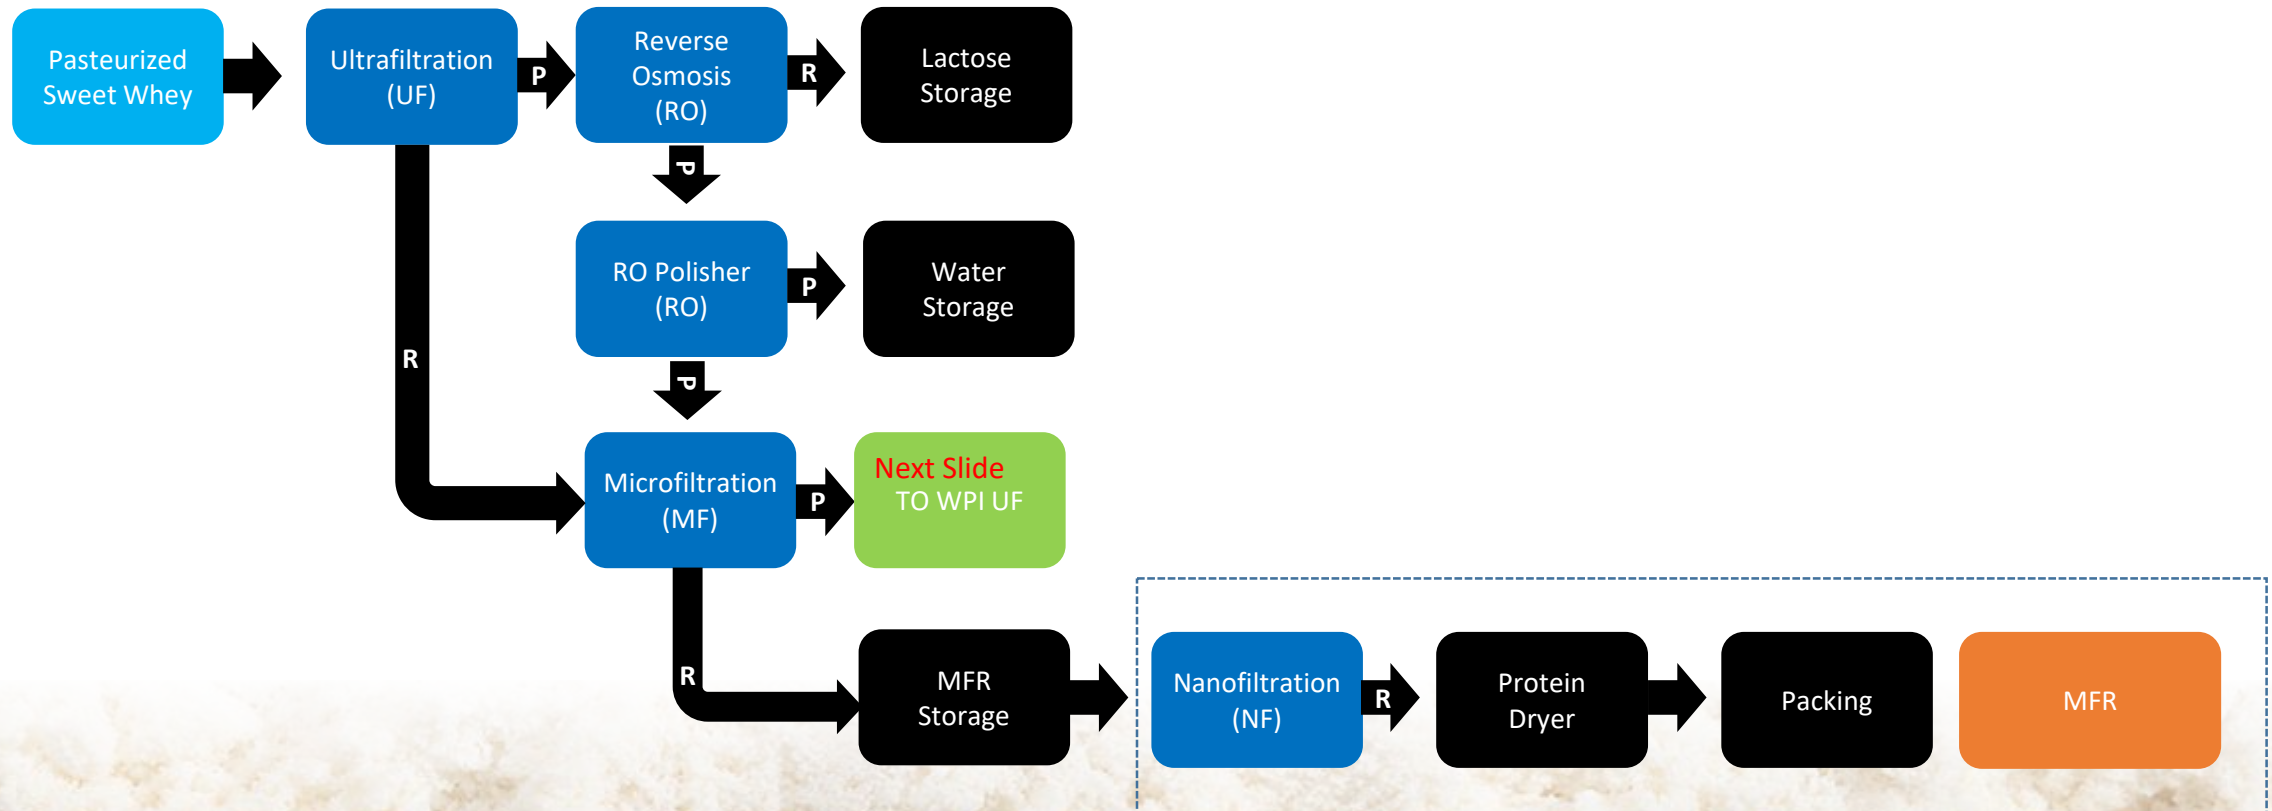 Pasteurized
Sweet Whey
Ultrafiltration
(UF)
P
Reverse
Osmosis
(RO)
R
Lactose
Storage
P
RO Polisher
(RO)
P
Water
Storage
R
P
Microfiltration
(MF)
P
Next Slide
TO WPI UF
R
MFR
Storage
Nanofiltration
(NF)
R
Protein
Dryer
Packing
MFR